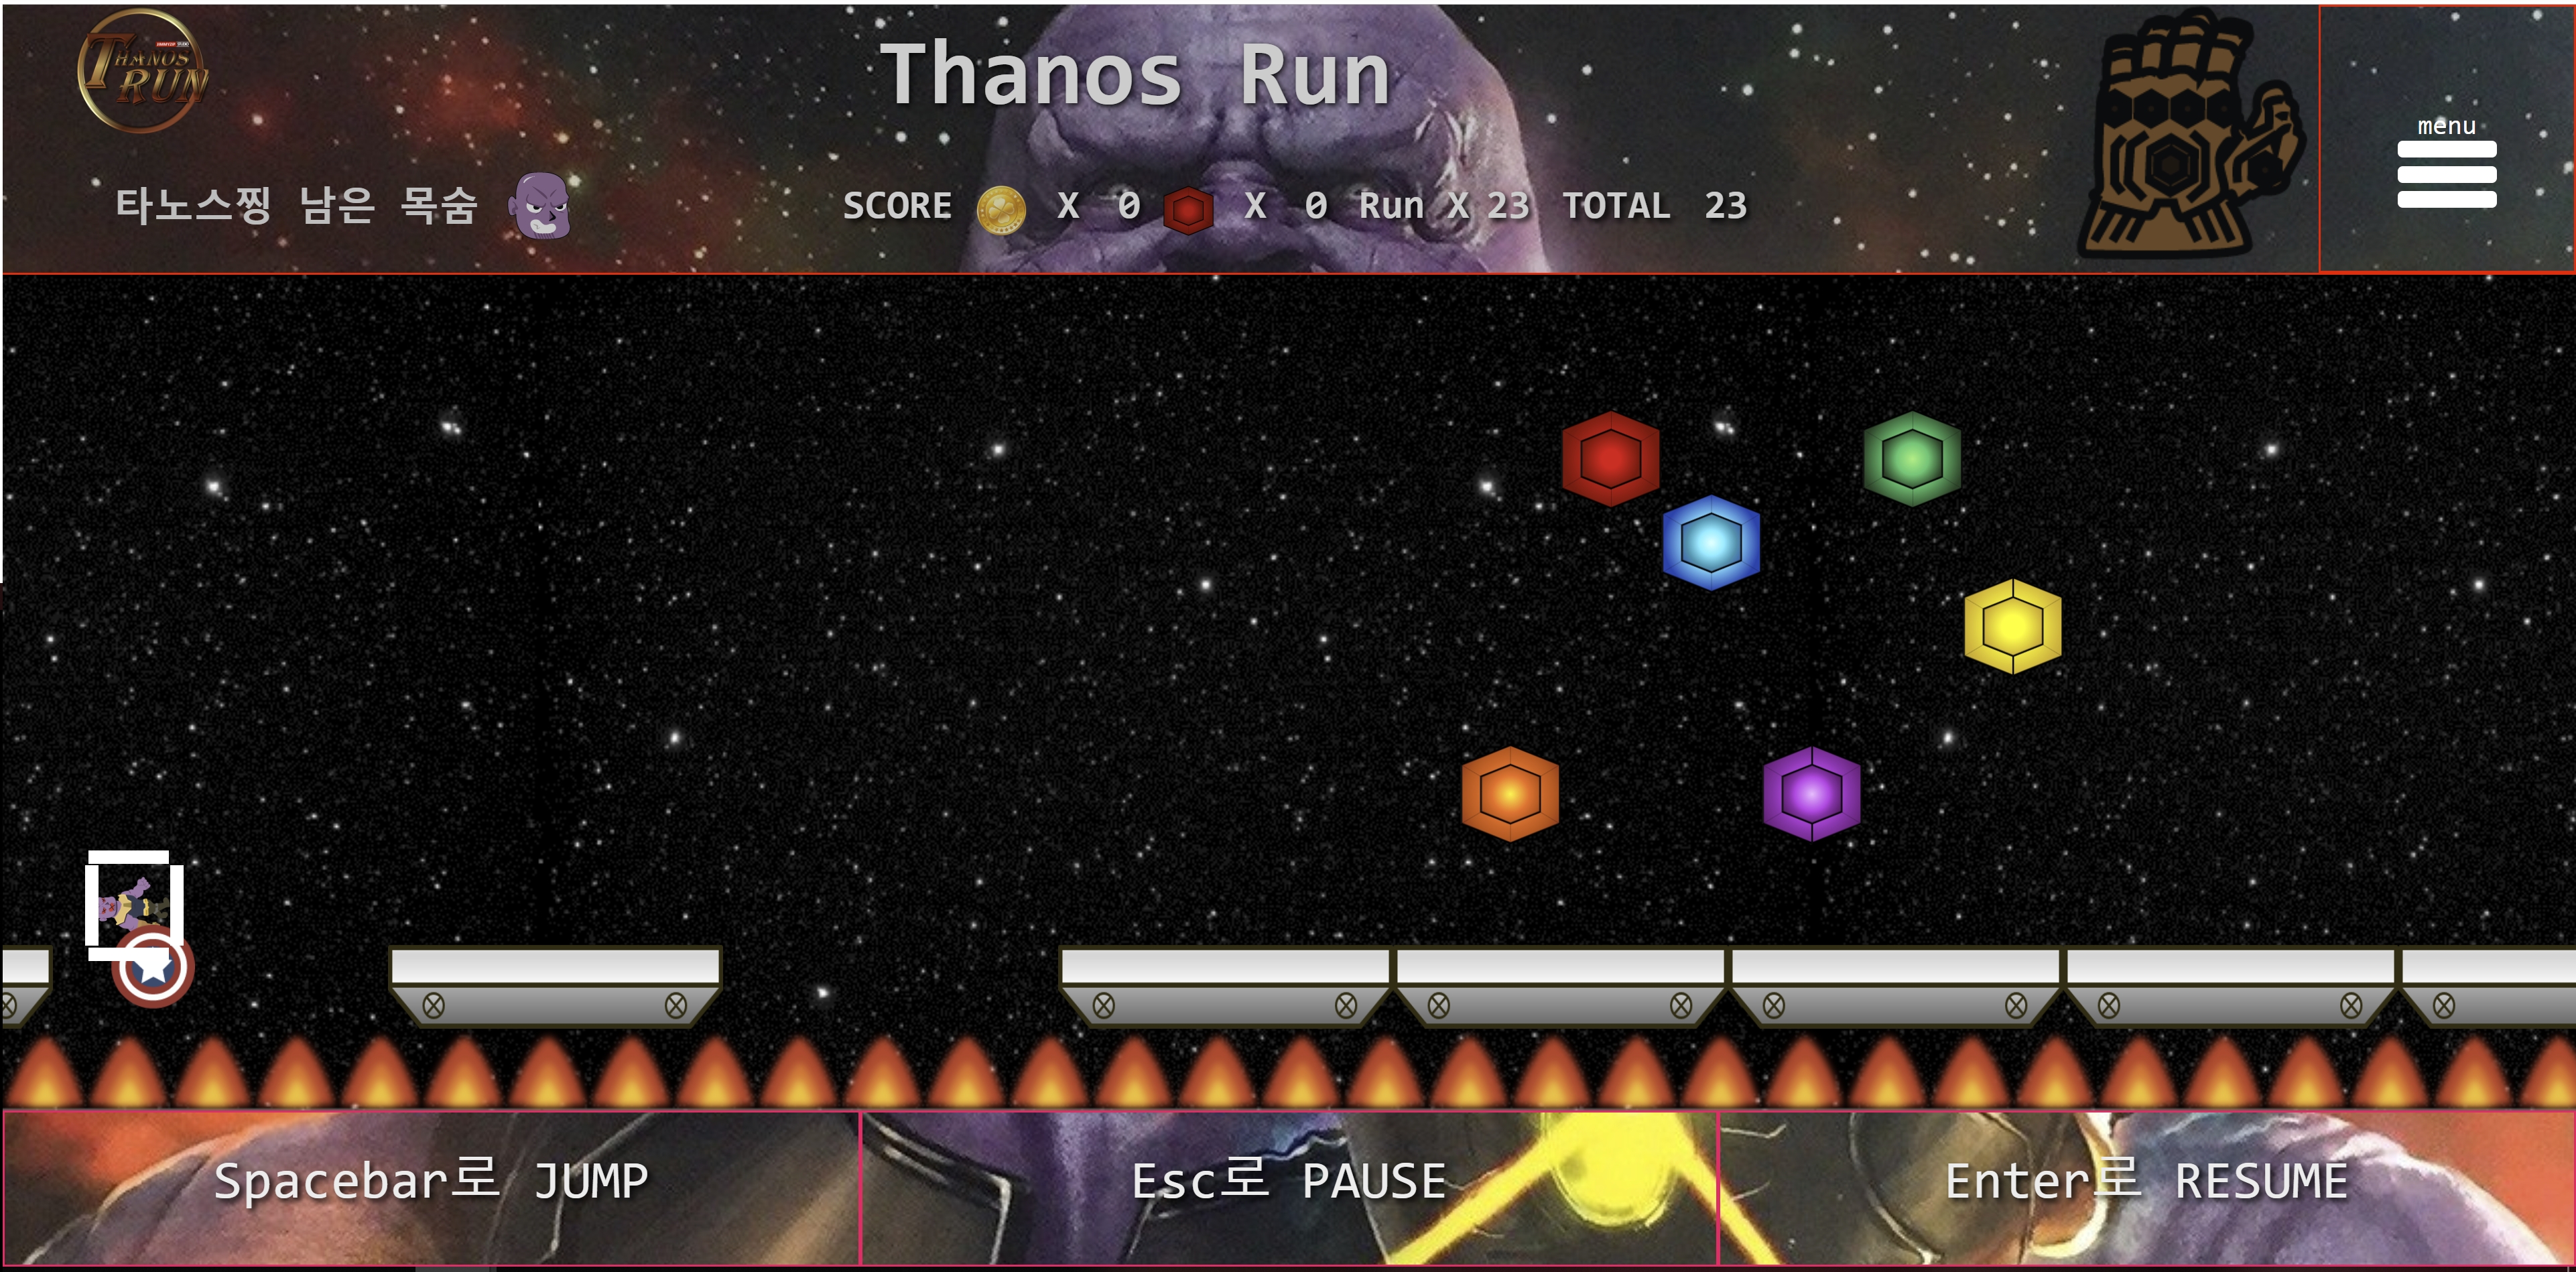 THANOS
RUN
Thanos Run
menu
타노스찡 남은 목숨
SCORE X 0 X 0 Run X 23 TOTAL 23
Spacebar로 JUMP
Esc로 PAUSE
Enter로 RESUME